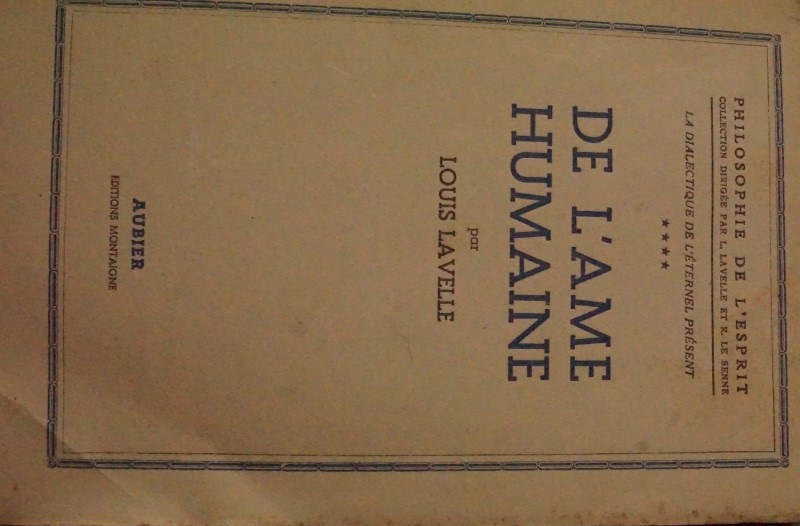 PHILOSOPHIE DE L'ESPRIT
COLLECTION DIRIGÉE PAR L. LAVELLE ET R. LE SENNE
LA DIALECTIQUE DE L'ÉTERNEL PRÉSENT
★★★★
DE L'AME
HUMAINE
par
LOUIS LAVELLE
AUBIER
EDITIONS MONTAIGNE